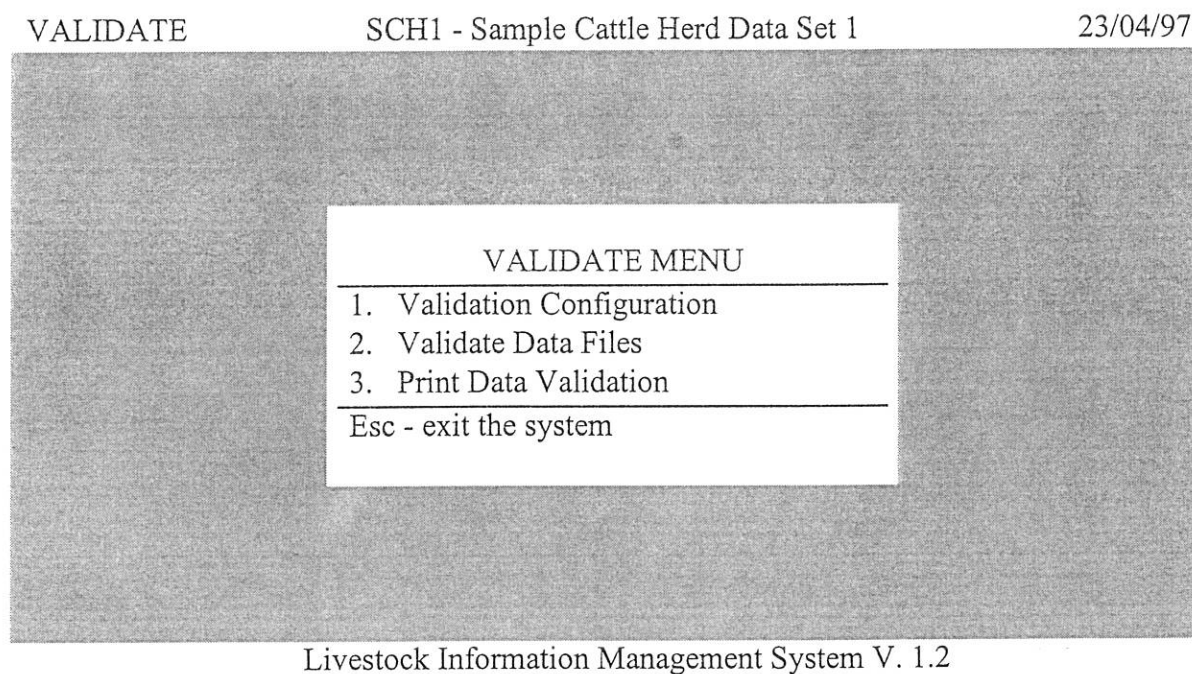 VALIDATE SCH1 - Sample Cattle Herd Data Set 1 23/04/97
VALIDATE MENU
1. Validation Configuration
2. Validate Data Files
3. Print Data Validation
Esc - exit the system
Livestock Information Management System V. 1.2